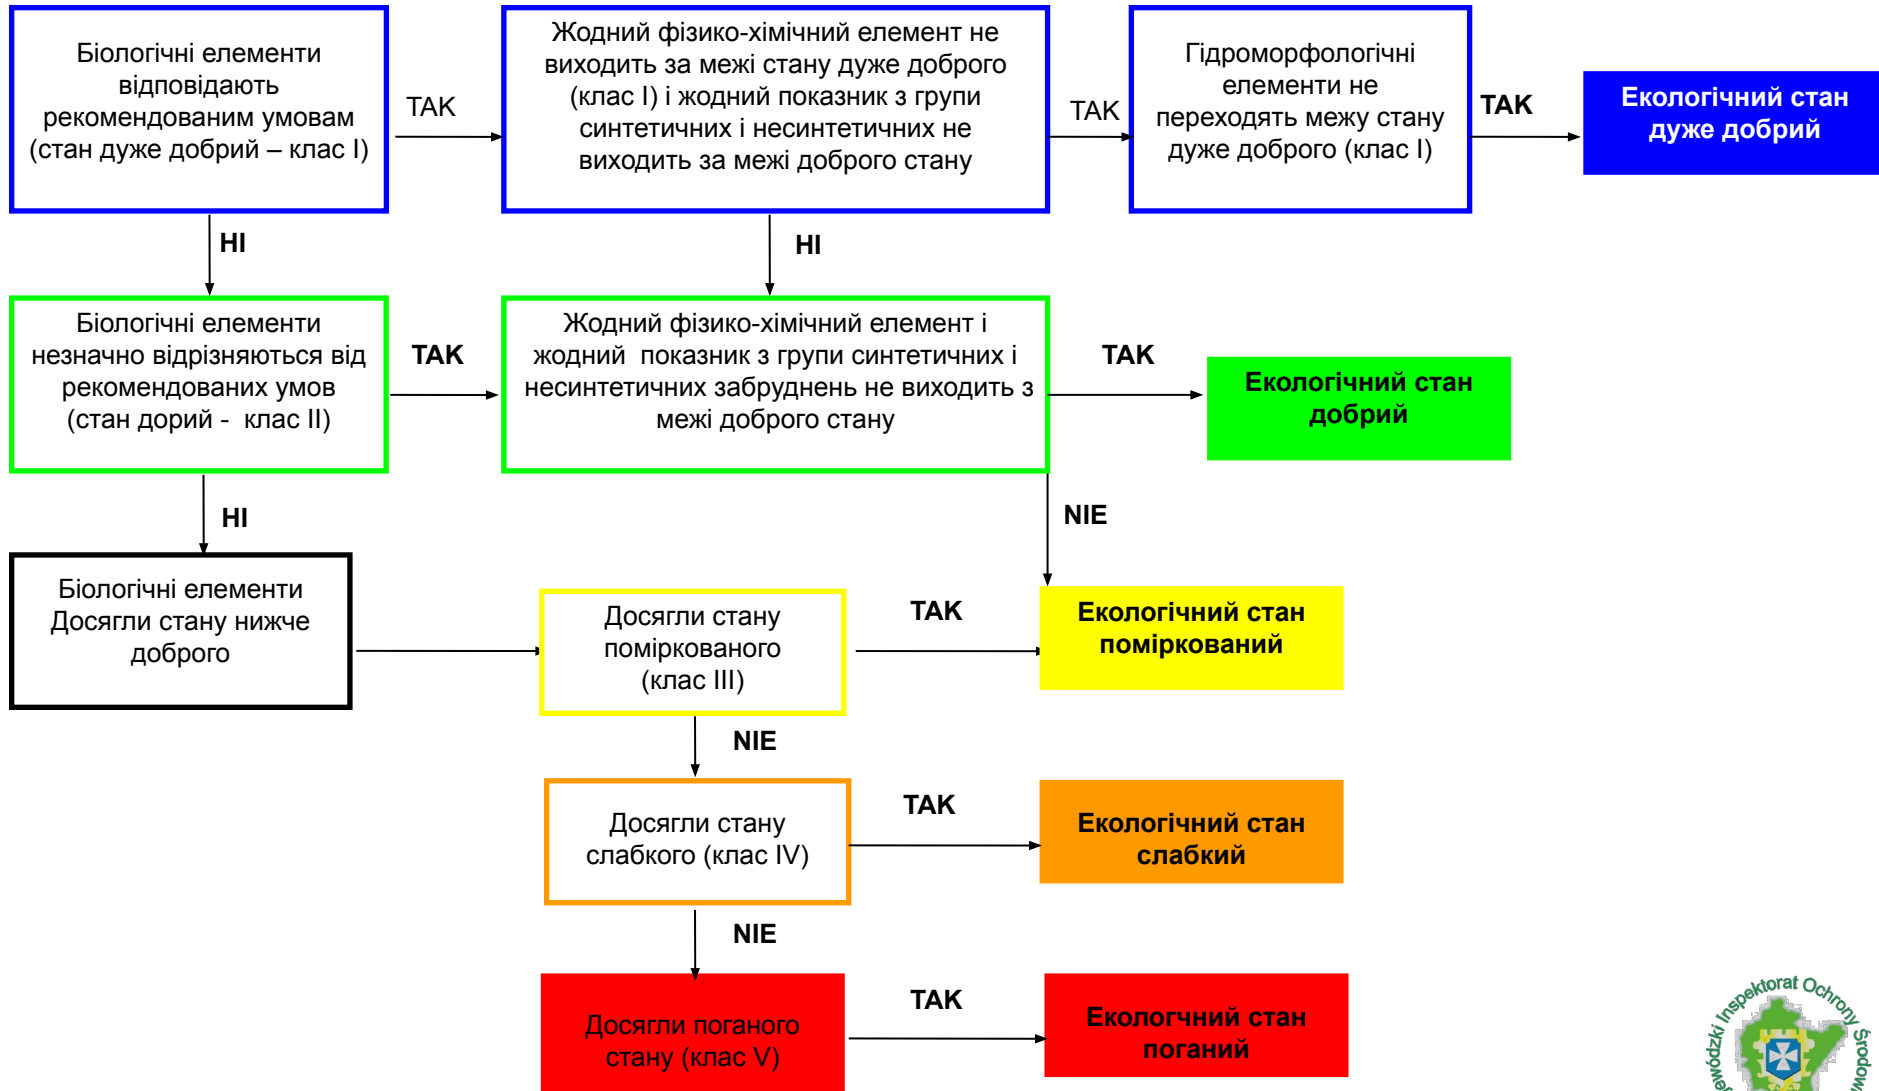 Біологічні елементи
відповідають
рекомендованим умовам
(стан дуже добрий – клас I)
ТАК
Жодний фізико-хімічний елемент не
виходить за межі стану дуже доброго
(клас I) і жодний показник з групи
синтетичних і несинтетичних не
виходить за межі доброго стану
ТАК
Гідроморфологічні
елементи не
переходять межу стану
дуже доброго (клас I)
ТАК
Екологічний стан
дуже добрий
НІ
НІ
Біологічні елементи
незначно відрізняються від
рекомендованих умов
(стан дорий - клас II)
ТАК
Жодний фізико-хімічний елемент і
жодний показник з групи синтетичних і
несинтетичних забруднень не виходить з
межі доброго стану
ТАК
Екологічний стан
добрий
НІ
NIE
Біологічні елементи
Досягли стану нижче
доброго
Досягли стану
поміркованого
(клас III)
ТАК
Екологічний стан
поміркований
NIE
Досягли стану
слабкого (клас IV)
ТАК
Екологічний стан
слабкий
NIE
Досягли поганого
стану (клас V)
ТАК
Екологчний стан
поганий
Inspektorat Ochrony